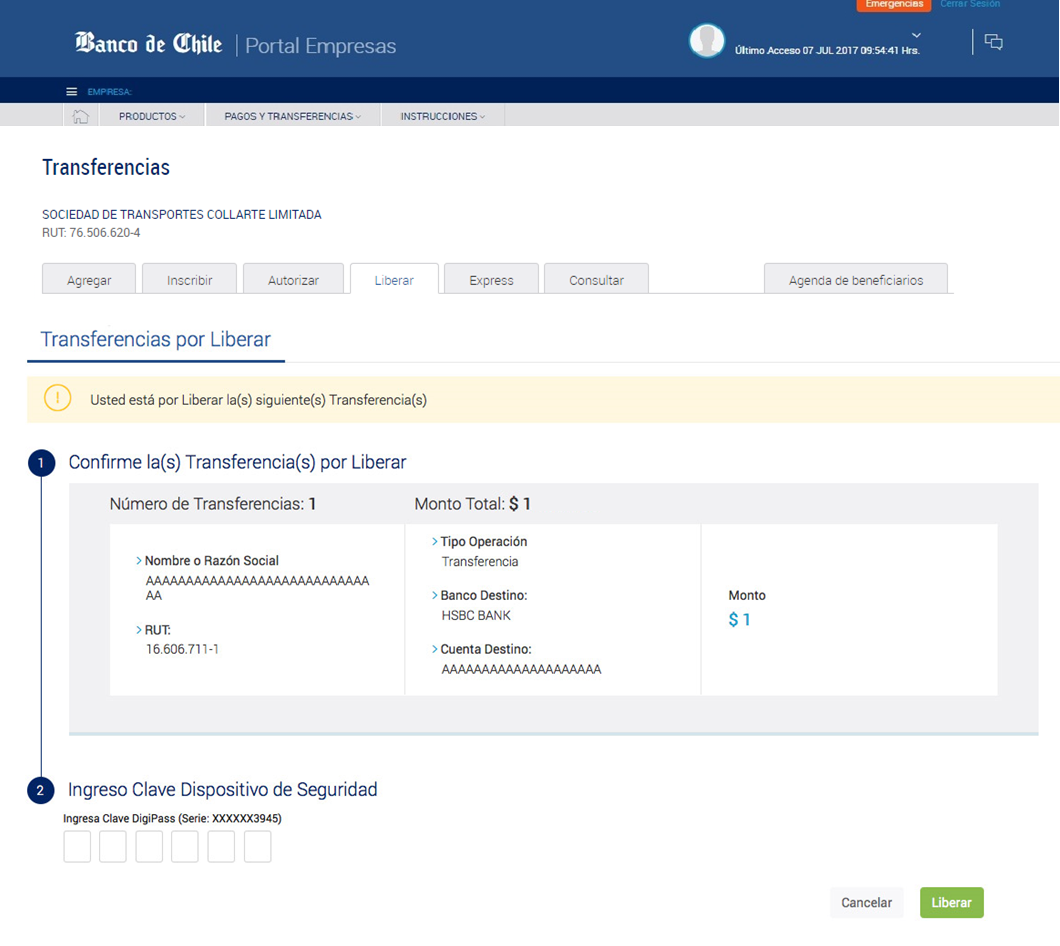 Emergencias
Cerrar Sesión
Banco de Chile | Portal Empresas
Último Acceso 07 JUL 2017 09:54:41 Hrs.
EMPRESA:
PRODUCTOS PAGOS Y TRANSFERENCIAS INSTRUCCIONES
Transferencias
SOCIEDAD DE TRANSPORTES COLLARTE LIMITADA
RUT: 76.506.620-4
Agregar Inscribir Autorizar Liberar Express Consultar Agenda de beneficiarios
Transferencias por Liberar
! Usted está por Liberar la(s) siguiente(s) Transferencia(s)
1 Confirme la(s) Transferencia(s) por Liberar
Número de Transferencias: 1 Monto Total: $ 1
> Nombre o Razón Social
AAAAAAAAAAAAAAAAAAAAAAAAAAAA
AA
> RUT:
16.606.711-1
> Tipo Operación
Transferencia
> Banco Destino:
HSBC BANK
> Cuenta Destino:
AAAAAAAAAAAAAAAAAAAA
Monto
$ 1
2 Ingreso Clave Dispositivo de Seguridad
Ingresa Clave DigiPass (Serie: XXXXXX3945)
Cancelar Liberar